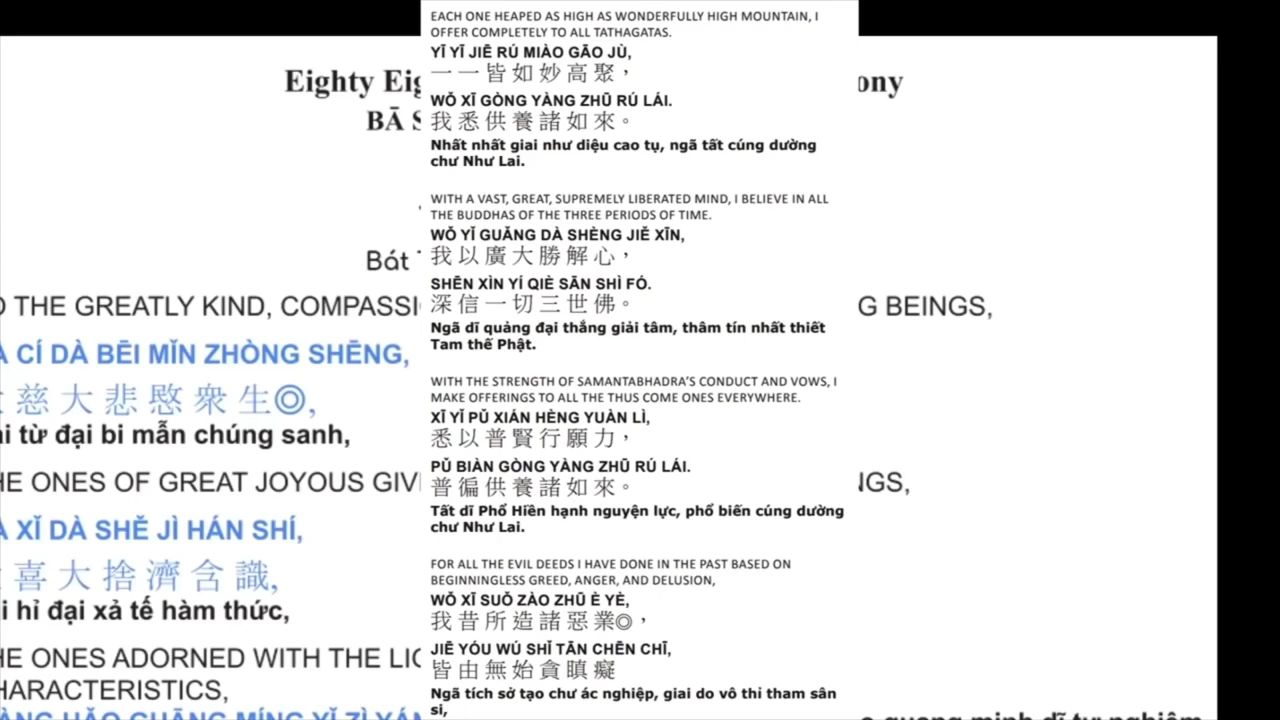 EACH ONE HEAPED AS HIGH AS WONDERFULLY HIGH MOUNTAIN, I
OFFER COMPLETELY TO ALL TATHAGATAS.
YĪ YĪ JIĒ RÚ MIÀO GĀO JÙ,
一一皆如妙高聚，
WǑ XĪ GÒNG YÀNG ZHŪ RÚ LÁI.
我悉供養諸如來。
Nhất nhất giai như diệu cao tụ, ngã tất cúng dường
chư Như Lai.
WITH A VAST, GREAT, SUPREMELY LIBERATED MIND, I BELIEVE IN ALL
THE BUDDHAS OF THE THREE PERIODS OF TIME.
WǑ YǏ GUǍNG DÀ SHÈNG JIĚ XĪN,
我以廣大勝解心，
SHĒN XÌN YÍ QIÈ SĀN SHÌ FÓ.
深信一切三世佛。
Ngã dĩ quảng đại thắng giải tâm, thâm tín nhất thiết
Tam thế Phật.
WITH THE STRENGTH OF SAMANTABHADRA'S CONDUCT AND VOWS, I
MAKE OFFERINGS TO ALL THE THUS COME ONES EVERYWHERE.
XĪ YǏ PǓ XIÁN HÈNG YUÀN LÌ,
悉以普賢行願力，
PǓ BIÀN GÒNG YÀNG ZHŪ RÚ LÁI.
普徧供養諸如來。
Tất dĩ Phổ Hiền hạnh nguyện lực, phổ biến cúng dường
chư Như Lai.
FOR ALL THE EVIL DEEDS I HAVE DONE IN THE PAST BASED ON
BEGINNINGLESS GREED, ANGER, AND DELUSION,
WǑ XĪ SUǑ ZÀO ZHŪ È YÈ,
我昔所造諸惡業◎，
JIĒ YÓU WÚ SHǏ TĀN CHĒN CHĪ,
皆由無始貪瞋癡
Ngã tích sở tạo chư ác nghiệp, giai do vô thỉ tham sân
si,
Eighty
BĀ
Bát
THE GREATLY KIND, BEINGS,
CÍ DÀ BĒI MǏN ZHÒNG SHĒNG,
慈大悲愍衆生◎,
từ đại bi mẫn chúng sanh,
ONES OF GREAT JOYOUS
XǏ DÀ SHĚ JÌ HÁN SHÍ,
喜大捨濟含識,
hỉ đại xả tế hàm thức,
ONES ADORNED WITH THE